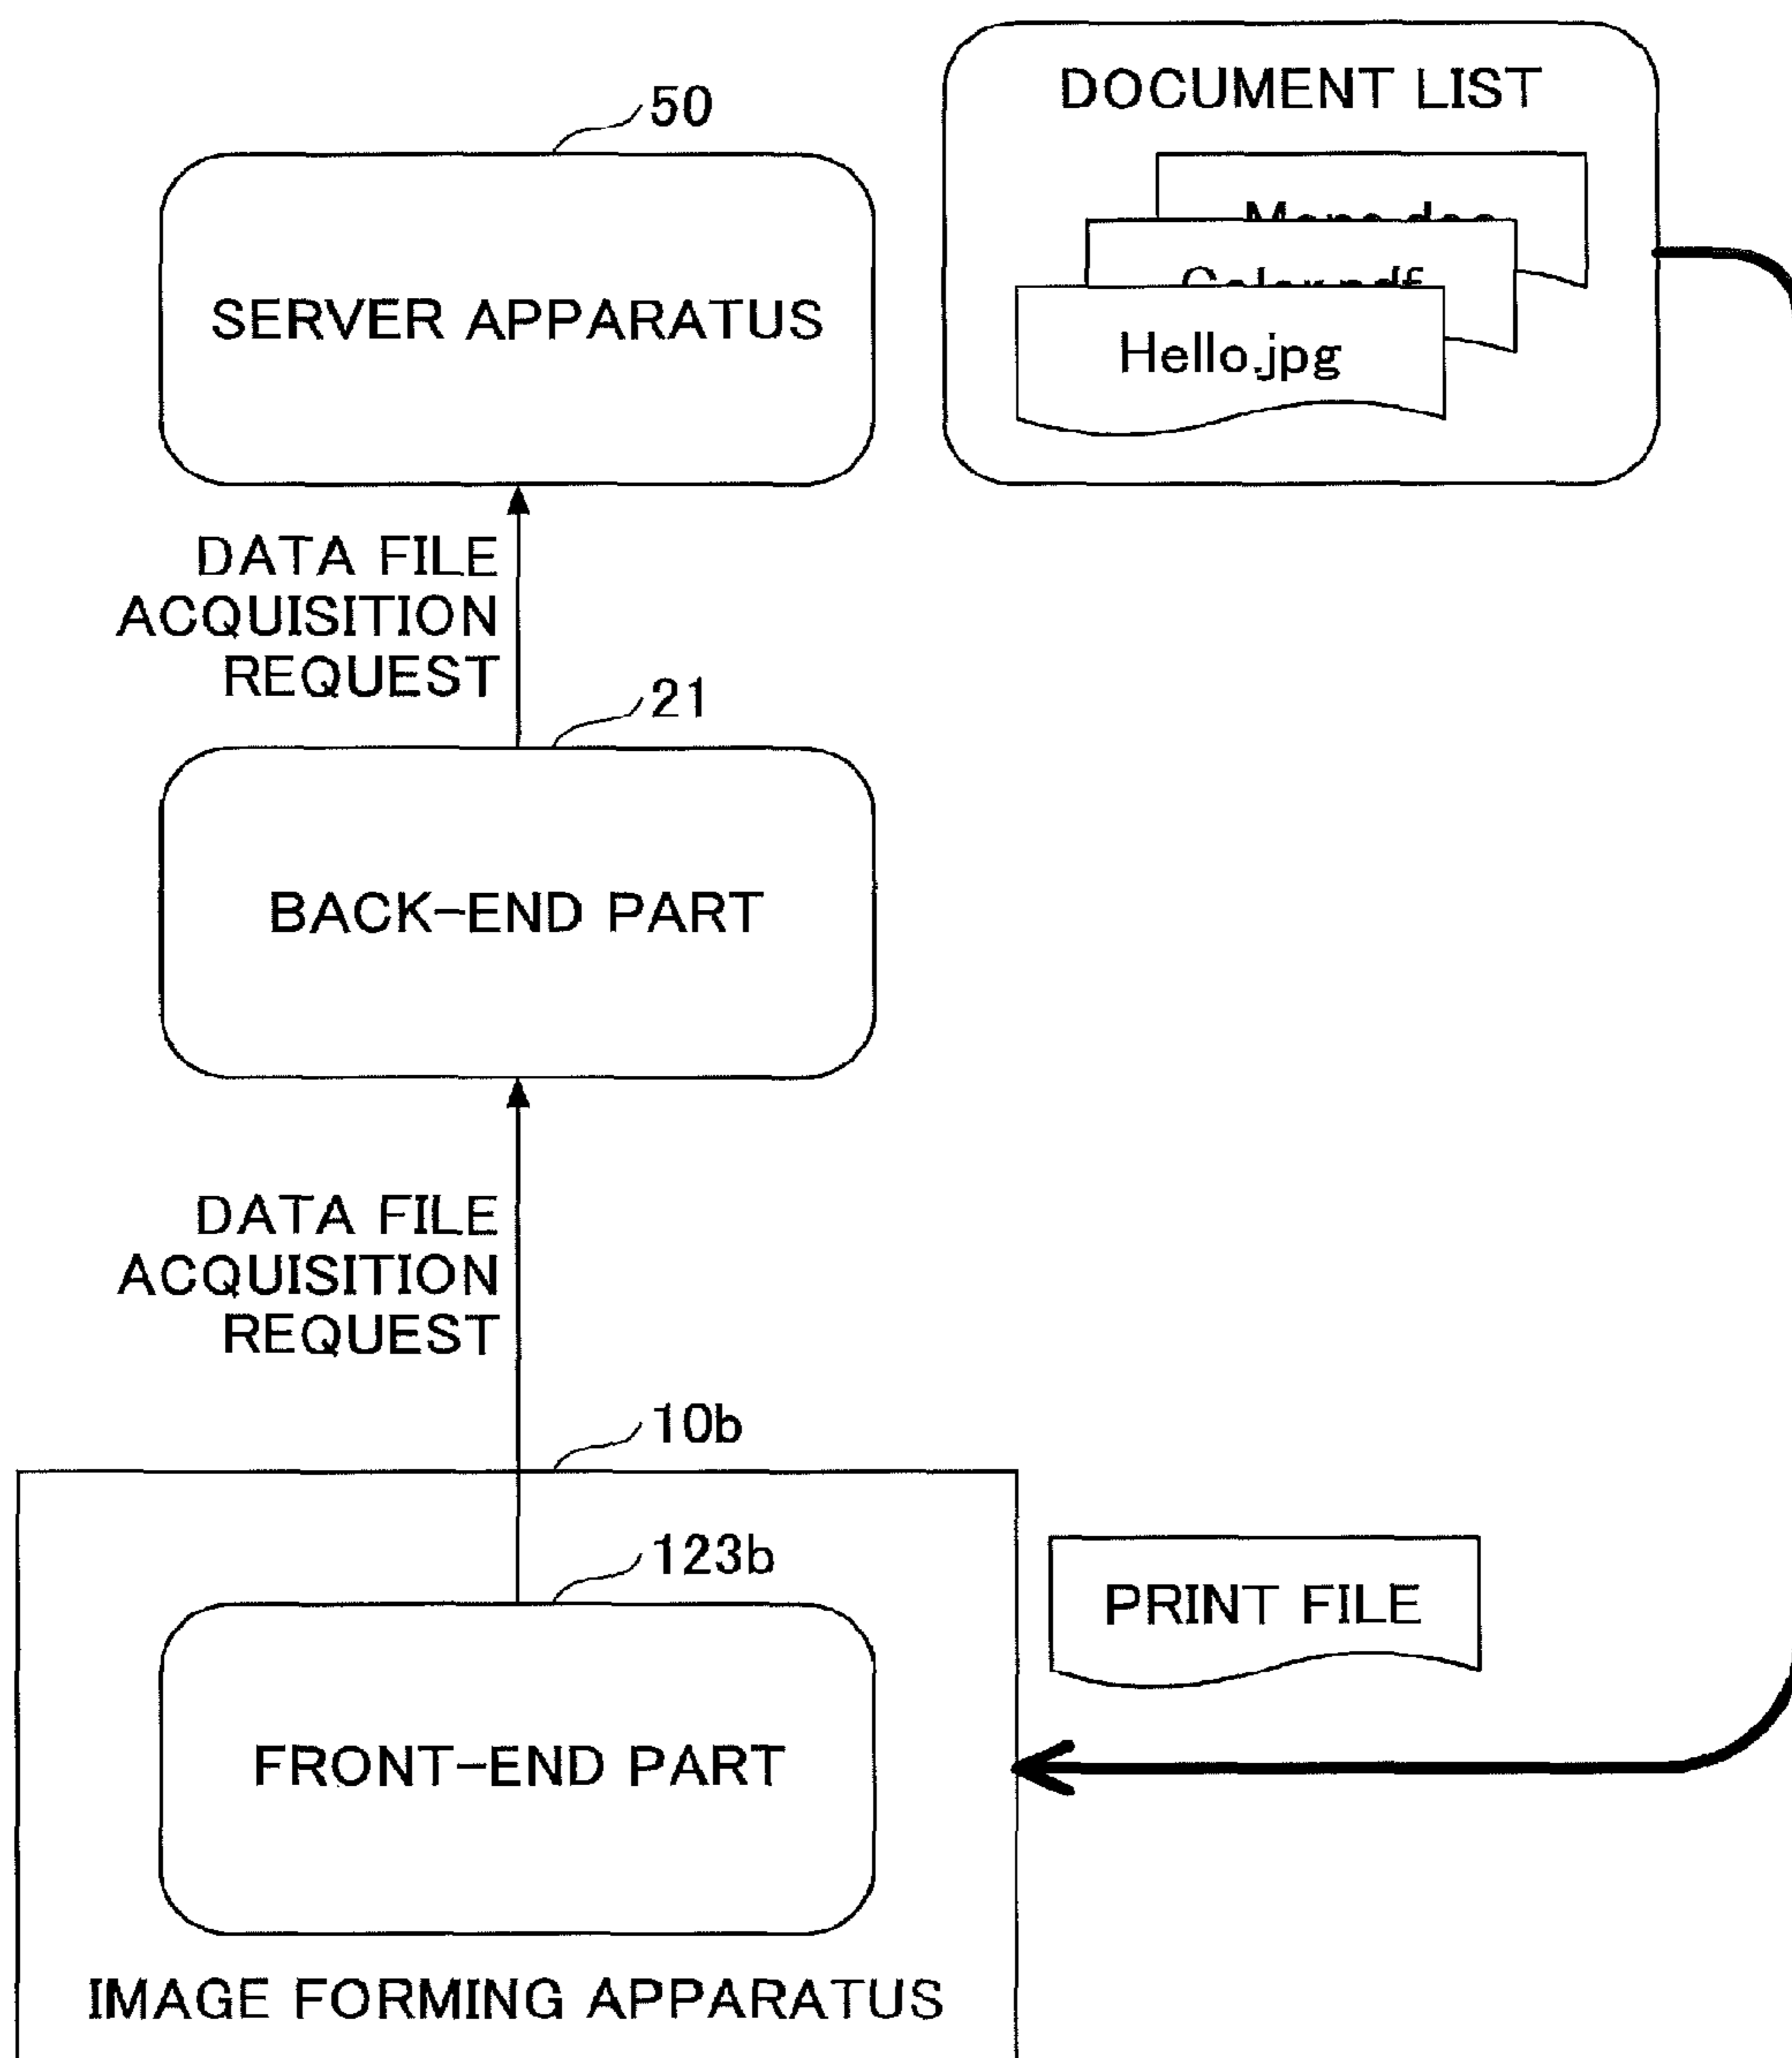 50
DOCUMENT LIST
SERVER APPARATUS
Hello.jpg
DATA FILE
ACQUISITION
REQUEST
21
BACK-END PART
DATA FILE
ACQUISITION
REQUEST
10b
123b
PRINT FILE
FRONT-END PART
IMAGE FORMING APPARATUS